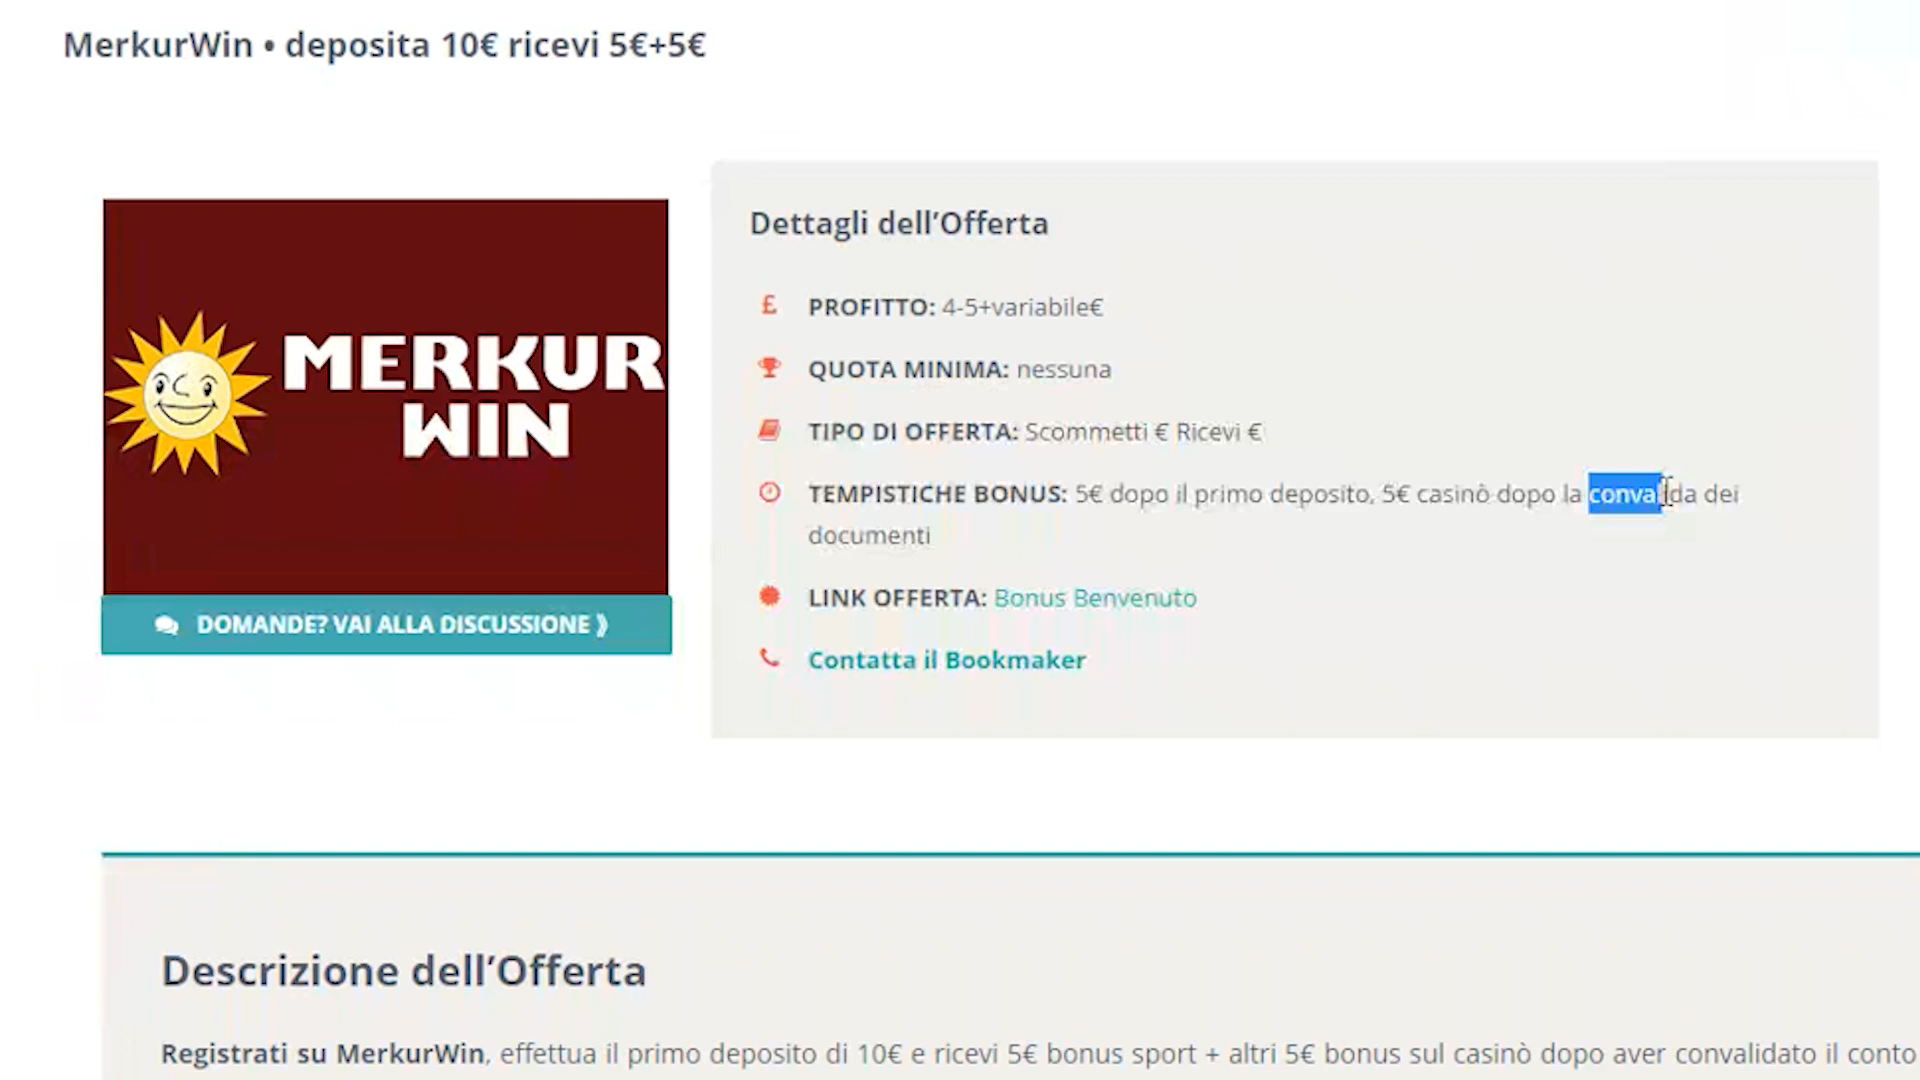 MerkurWin • deposita 10€ ricevi 5€+5€
MERKUR
WIN
DOMANDE? VAI ALLA DISCUSSIONE ⟫
Dettagli dell’Offerta
PROFITTO: 4-5+variabile€
QUOTA MINIMA: nessuna
TIPO DI OFFERTA: Scommetti € Ricevi €
TEMPISTICHE BONUS: 5€ dopo il primo deposito, 5€ casinò dopo la convalida dei
documenti
LINK OFFERTA: Bonus Benvenuto
Contatta il Bookmaker
Descrizione dell’Offerta
Registrati su MerkurWin, effettua il primo deposito di 10€ e ricevi 5€ bonus sport + altri 5€ bonus sul casinò dopo aver convalidato il conto